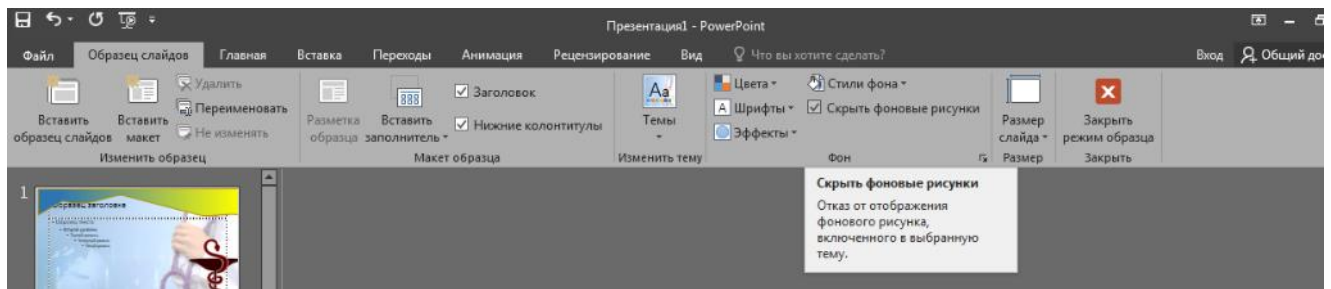 Презентация1 - PowerPoint
Файл Образец слайдов Главная Вставка Переходы Анимация Рецензирование Вид Что вы хотите сделать? Вход Общий дос
Вставить образец слайдов
Вставить макет
Удалить
Переименовать
Не изменять
Изменить образец
Разметка образца
Вставить заполнитель
Заголовок
Нижние колонтитулы
Макет образца
Aa
Темы
Изменить тему
Цвета
А Шрифты
Эффекты
Стили фона
Скрыть фоновые рисунки
Фон
Размер слайда
Размер
Закрыть режим образца
Закрыть
Скрыть фоновые рисунки
Отказ от отображения
фонового рисунка,
включенного в выбранную
тему.
1
Образец заголовка